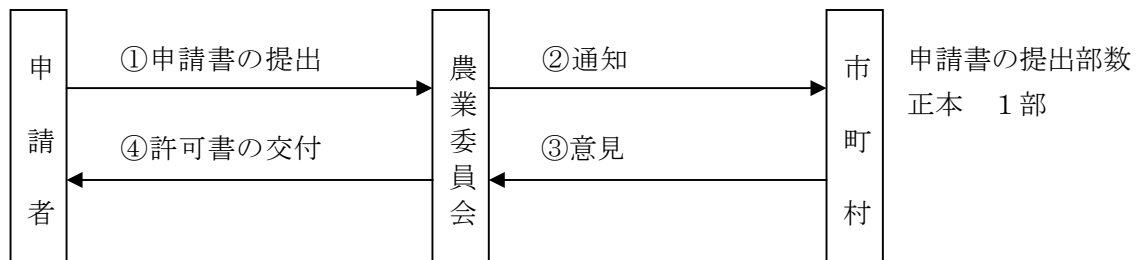 申請者
①申請書の提出
④許可書の交付
農業委員会
②通知
③意見
市町村
申請書の提出部数
正本　１部